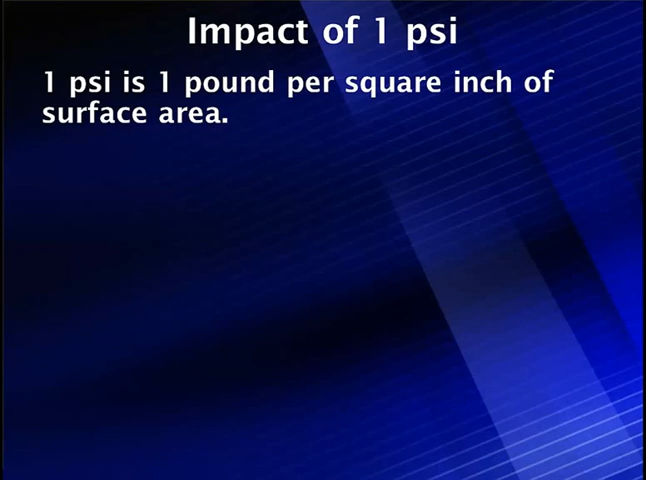 Impact of 1 psi
1 psi is 1 pound per square inch of
surface area.